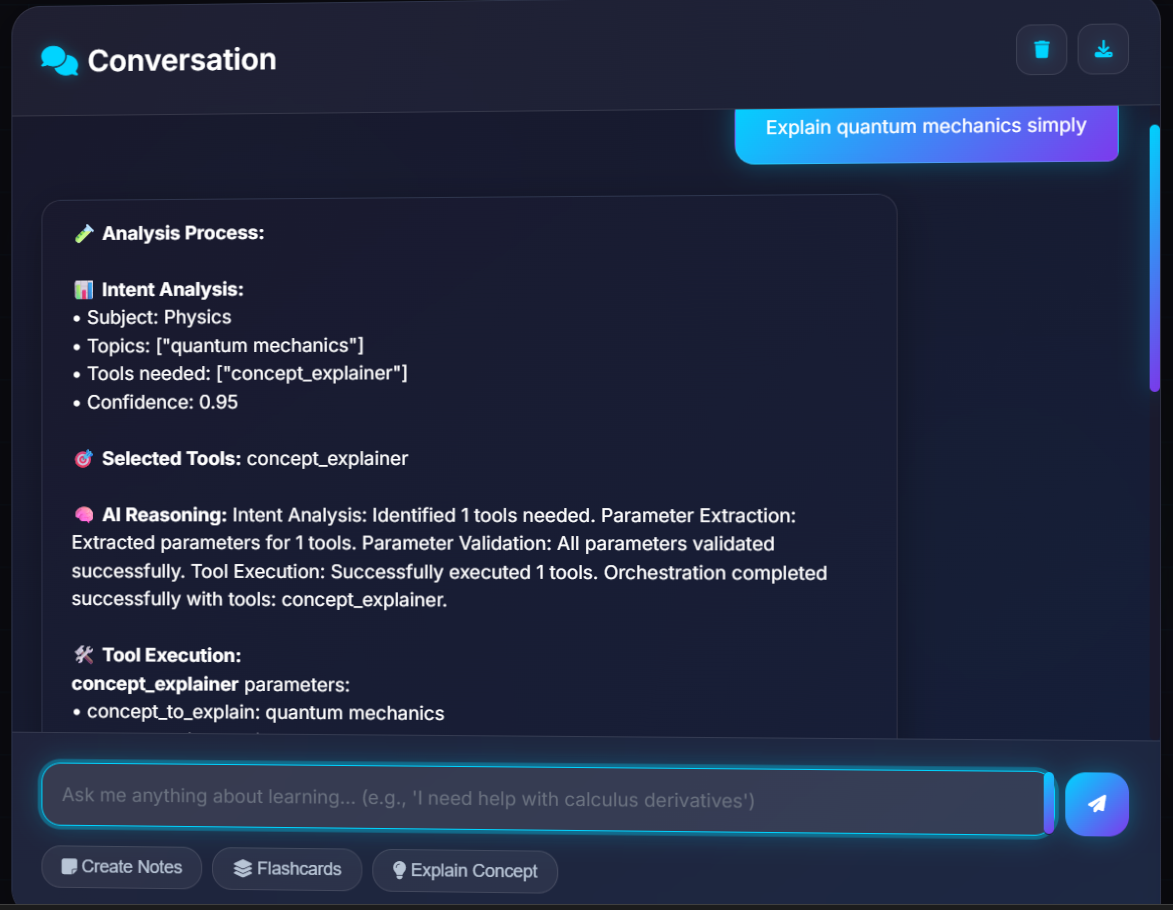 Conversation
Explain quantum mechanics simply
Analysis Process:
Intent Analysis:
• Subject: Physics
• Topics: ["quantum mechanics"]
• Tools needed: ["concept_explainer"]
• Confidence: 0.95
Selected Tools: concept_explainer
AI Reasoning: Intent Analysis: Identified 1 tools needed. Parameter Extraction:
Extracted parameters for 1 tools. Parameter Validation: All parameters validated
successfully. Tool Execution: Successfully executed 1 tools. Orchestration completed
successfully with tools: concept_explainer.
Tool Execution:
concept_explainer parameters:
• concept_to_explain: quantum mechanics
Ask me anything about learning... (e.g., 'I need help with calculus derivatives')
Create Notes
Flashcards
Explain Concept